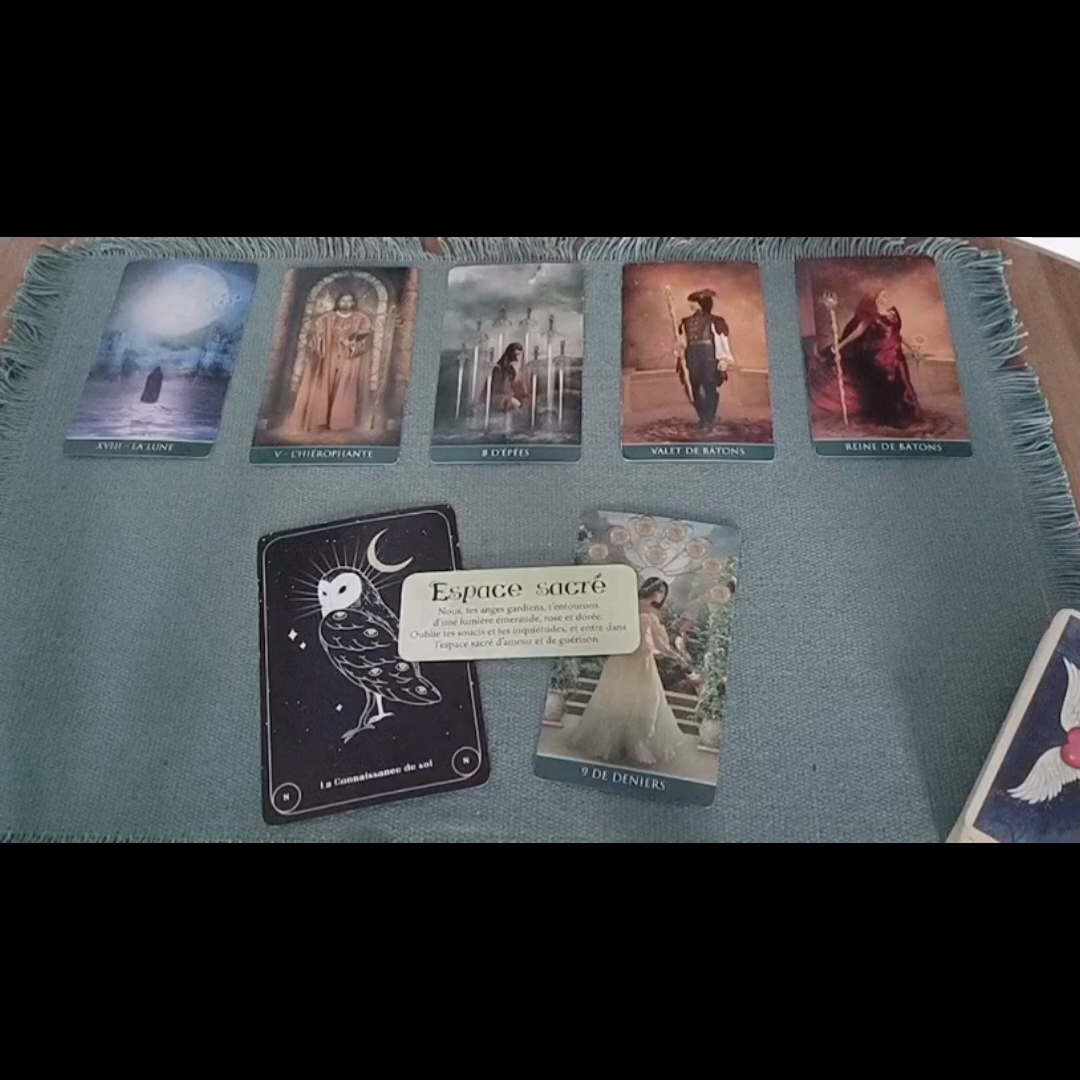 XVIII - LA LUNE
V - L'HIÉROPHANTE
8 D'ÉPÉES
VALET DE BÂTONS
REINE DE BÂTONS
Espace sacré
Nous, tes anges gardiens, t'entourons
d'une lumière émeraude, rose et dorée.
Oublie tes soucis et tes inquiétudes, et entre dans
l'espace sacré d'amour et de guérison.
La Connaissance de soi
N
N
9 DE DENIERS